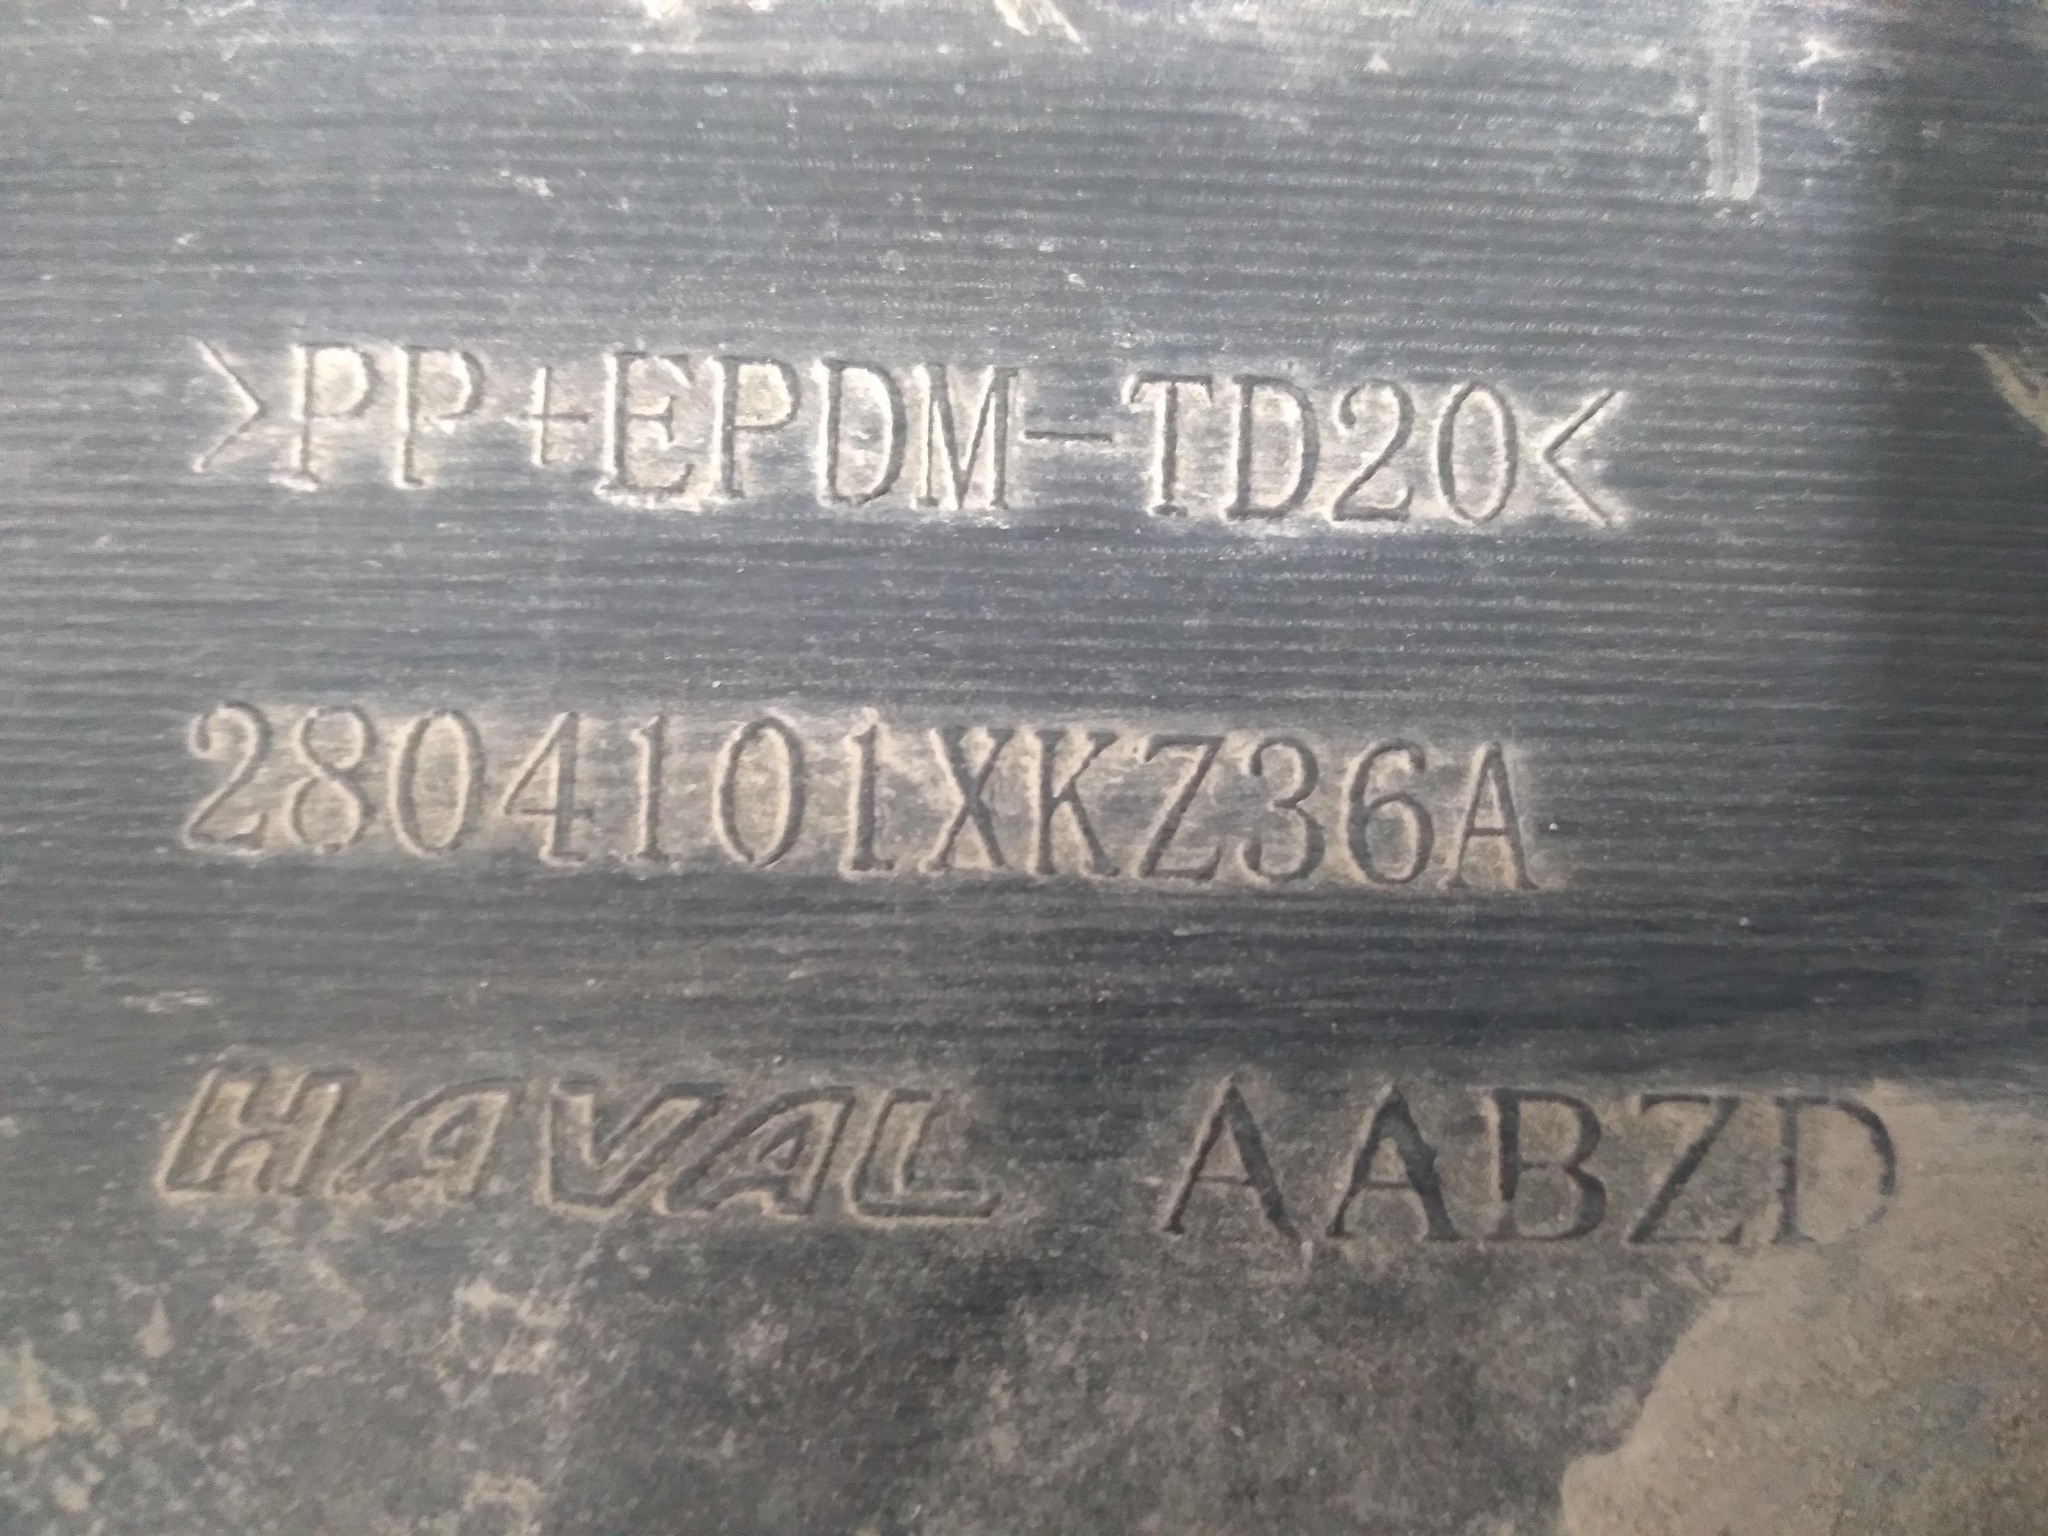 >PP+EPDM-TD20<
2804101XKZ36A
HAVAL AABZD